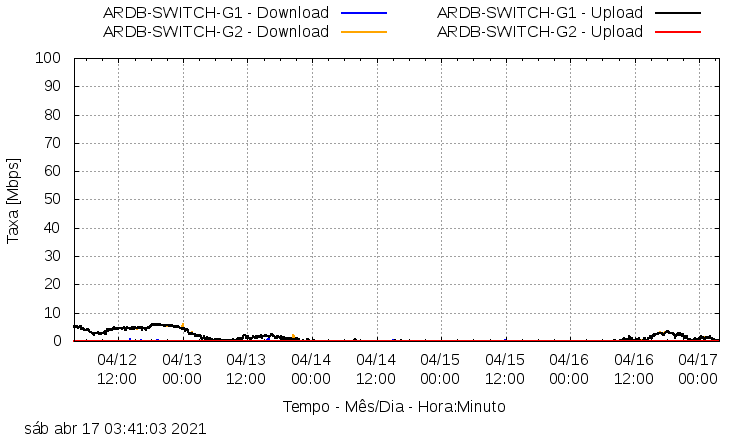 ARDB-SWITCH-G1 - Download
ARDB-SWITCH-G1 - Upload
ARDB-SWITCH-G2 - Download
ARDB-SWITCH-G2 - Upload
100
90
80
70
60
50
40
30
20
10
0
Taxa [Mbps]
04/12 04/13 04/13 04/14 04/14 04/15 04/15 04/16 04/16 04/17
12:00 00:00 12:00 00:00 12:00 00:00 12:00 00:00 12:00 00:00
Tempo - Mês/Dia - Hora:Minuto
sáb abr 17 03:41:03 2021